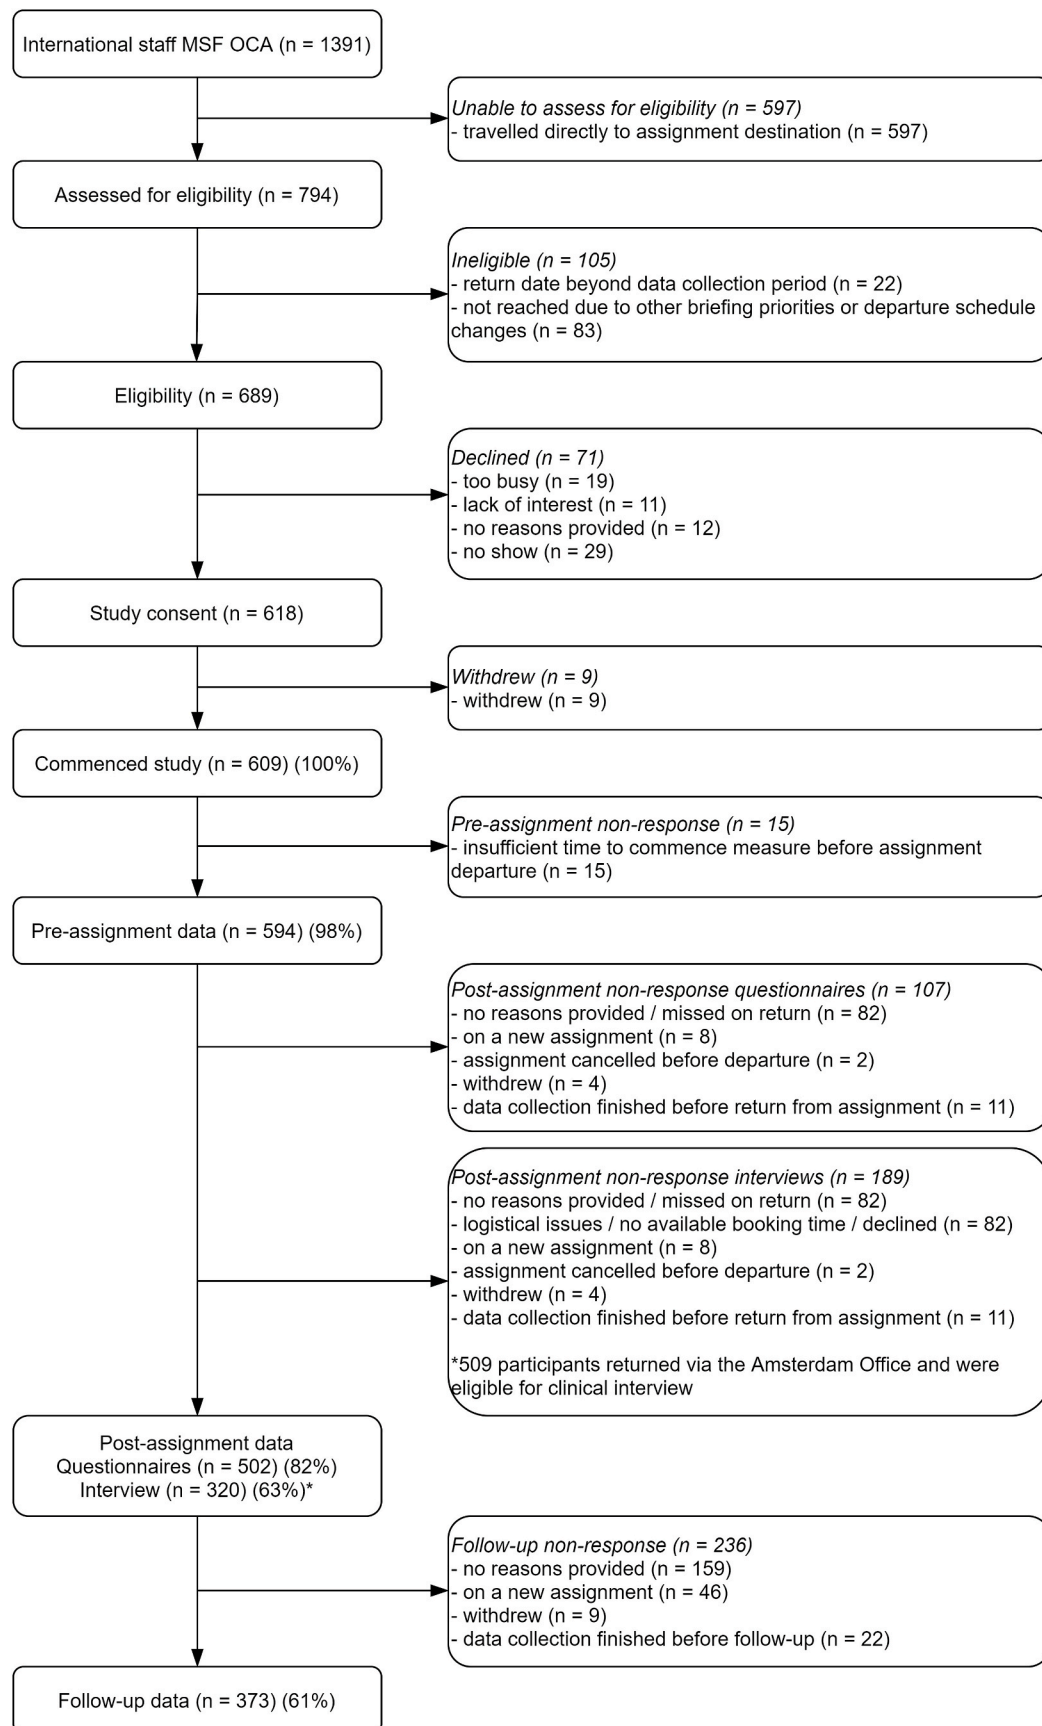 International staff MSF OCA (n = 1391)
Unable to assess for eligibility (n = 597)
- travelled directly to assignment destination (n = 597)
Assessed for eligibility (n = 794)
Ineligible (n = 105)
- return date beyond data collection period (n = 22)
- not reached due to other briefing priorities or departure schedule
changes (n = 83)
Eligibility (n = 689)
Declined (n = 71)
- too busy (n = 19)
- lack of interest (n = 11)
- no reasons provided (n = 12)
- no show (n = 29)
Study consent (n = 618)
Withdrew (n = 9)
- withdrew (n = 9)
Commenced study (n = 609) (100%)
Pre-assignment non-response (n = 15)
- insufficient time to commence measure before assignment
departure (n = 15)
Pre-assignment data (n = 594) (98%)
Post-assignment non-response questionnaires (n = 107)
- no reasons provided / missed on return (n = 82)
- on a new assignment (n = 8)
- assignment cancelled before departure (n = 2)
- withdrew (n = 4)
- data collection finished before return from assignment (n = 11)
Post-assignment non-response interviews (n = 189)
- no reasons provided / missed on return (n = 82)
- logistical issues / no available booking time / declined (n = 82)
- on a new assignment (n = 8)
- assignment cancelled before departure (n = 2)
- withdrew (n = 4)
- data collection finished before return from assignment (n = 11)
*509 participants returned via the Amsterdam Office and were
eligible for clinical interview
Post-assignment data
Questionnaires (n = 502) (82%)
Interview (n = 320) (63%)*
Follow-up non-response (n = 236)
- no reasons provided (n = 159)
- on a new assignment (n = 46)
- withdrew (n = 9)
- data collection finished before follow-up (n = 22)
Follow-up data (n = 373) (61%)